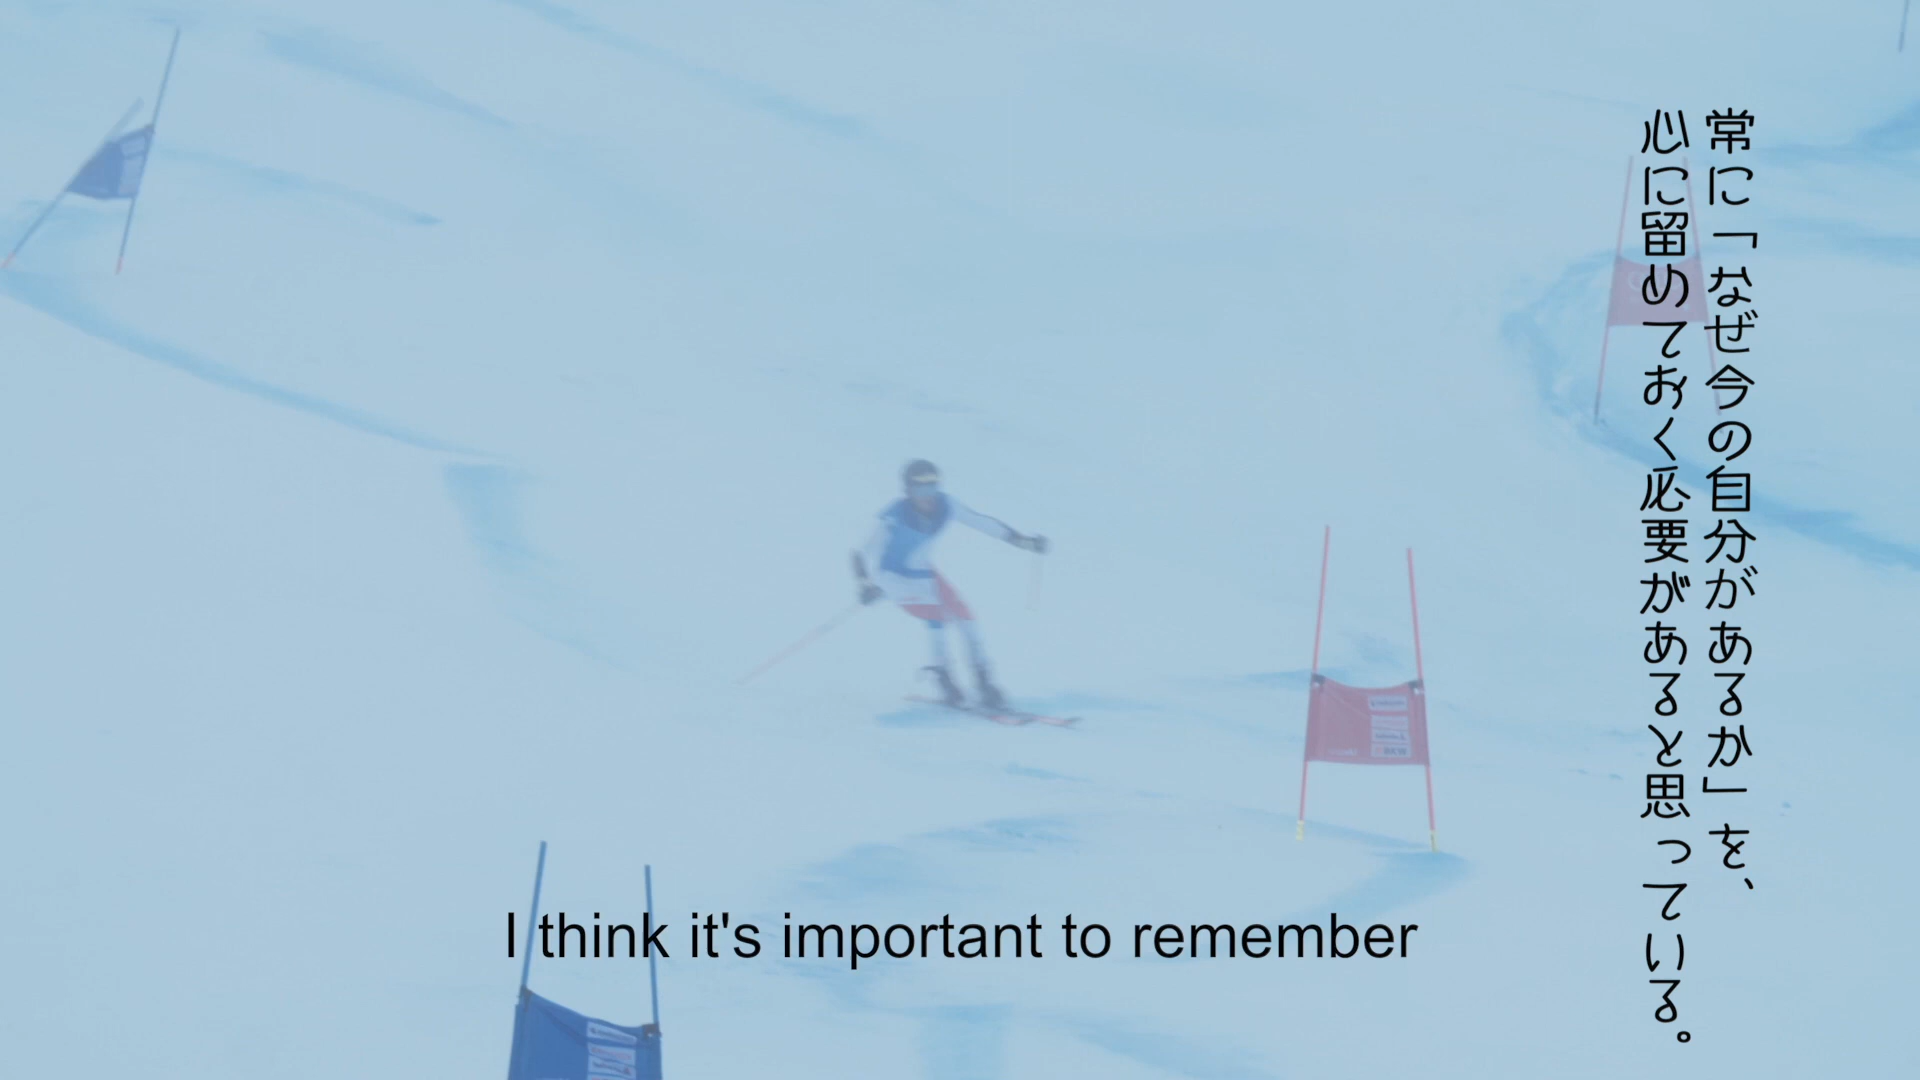 常に「なぜ今の自分があるか」を、
心に留めておく必要があると思っている。
I think it's important to remember